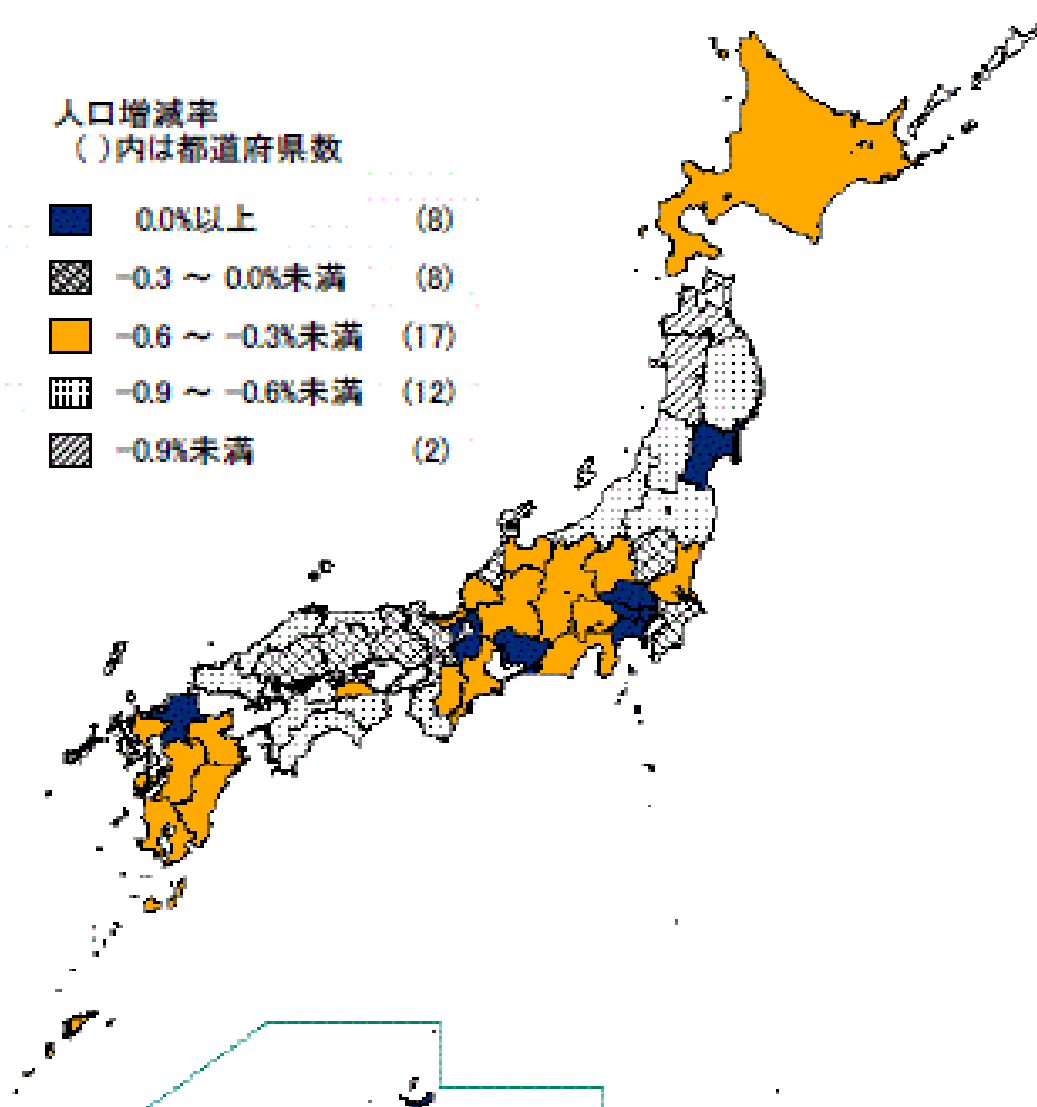 人口増減率
( )内は都道府県数
0.0%以上 (8)
-0.3 ～ 0.0%未満 (8)
-0.6 ～ -0.3%未満 (17)
-0.9 ～ -0.6%未満 (12)
-0.9%未満 (2)